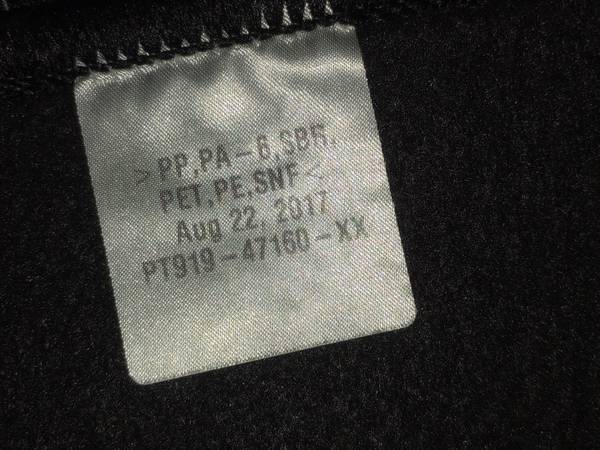 >PP,PA-6,SBR,
PET,PE,SNF<
Aug 22, 2017
PT919-47160-XX